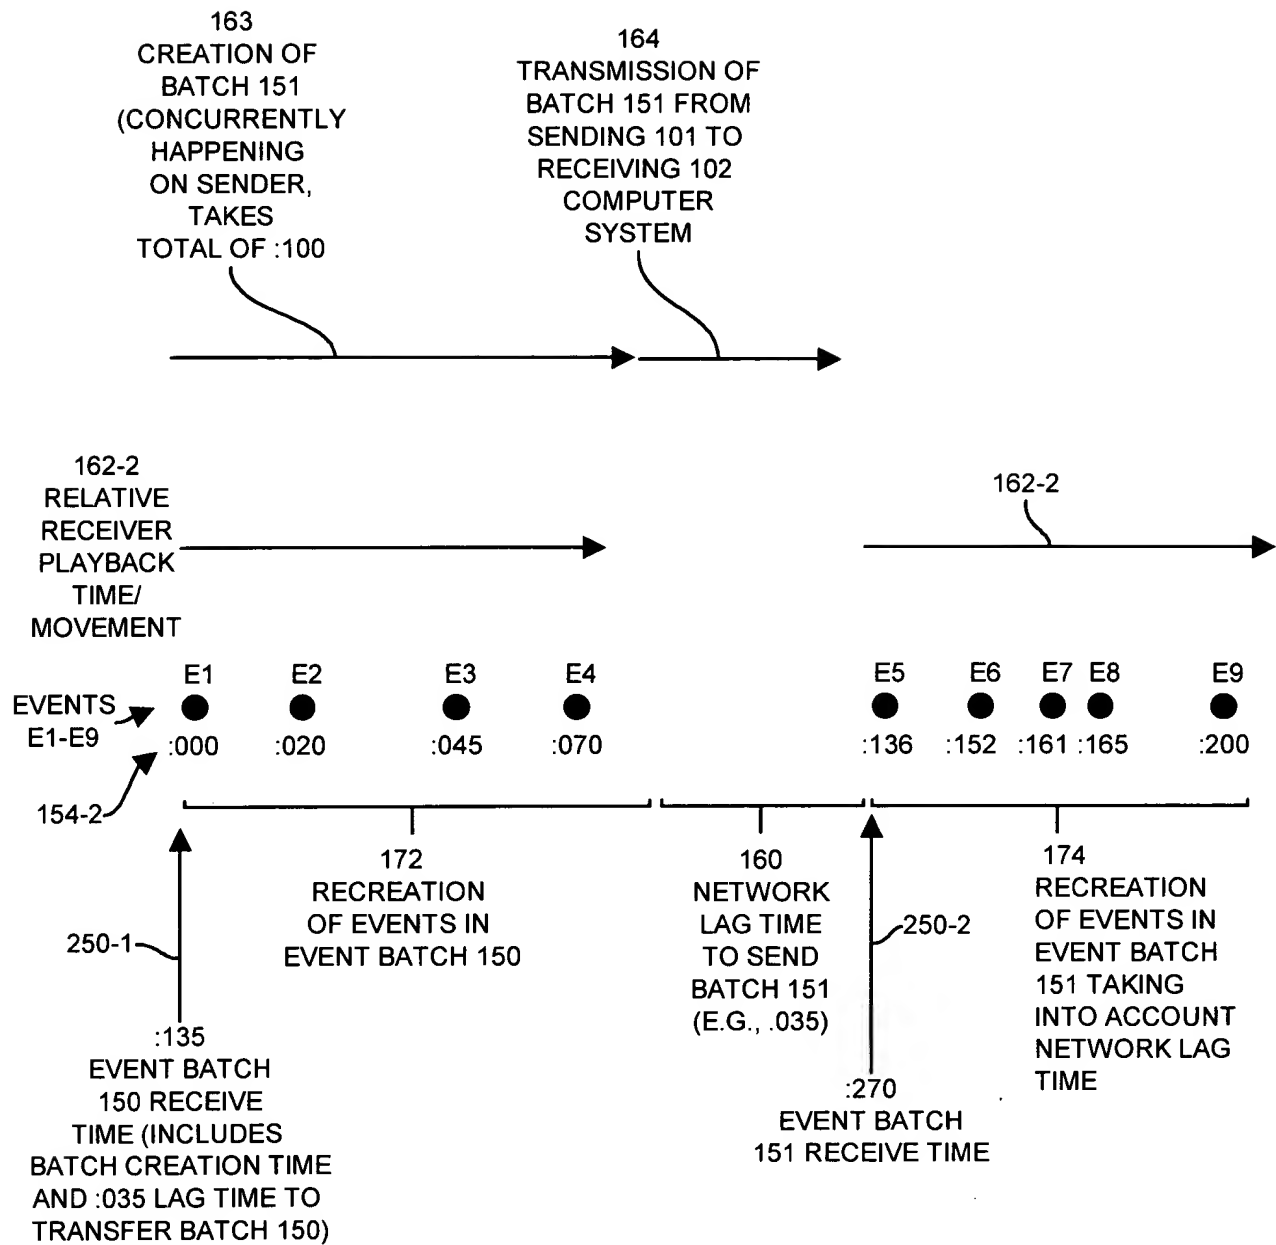 163
CREATION OF
BATCH 151
(CONCURRENTLY
HAPPENING
ON SENDER,
TAKES
TOTAL OF :100
164
TRANSMISSION OF
BATCH 151 FROM
SENDING 101 TO
RECEIVING 102
COMPUTER
SYSTEM
162-2
RELATIVE
RECEIVER
PLAYBACK
TIME/
MOVEMENT
162-2
EVENTS
E1-E9
E1 E2 E3 E4 E5 E6 E7 E8 E9
:000 :020 :045 :070 :136 :152 :161 :165 :200
154-2
172
RECREATION
OF EVENTS IN
EVENT BATCH 150
160
NETWORK
LAG TIME
TO SEND
BATCH 151
(E.G., .035)
174
RECREATION
OF EVENTS IN
EVENT BATCH
151 TAKING
INTO ACCOUNT
NETWORK LAG
TIME
250-1
250-2
:135
EVENT BATCH
150 RECEIVE
TIME (INCLUDES
BATCH CREATION TIME
AND :035 LAG TIME TO
TRANSFER BATCH 150)
:270
EVENT BATCH
151 RECEIVE TIME